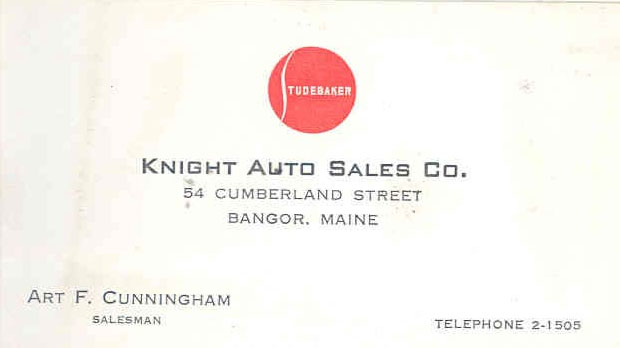 STUDEBAKER
KNIGHT AUTO SALES CO.
54 CUMBERLAND STREET
BANGOR, MAINE
ART F. CUNNINGHAM
SALESMAN
TELEPHONE 2-1505